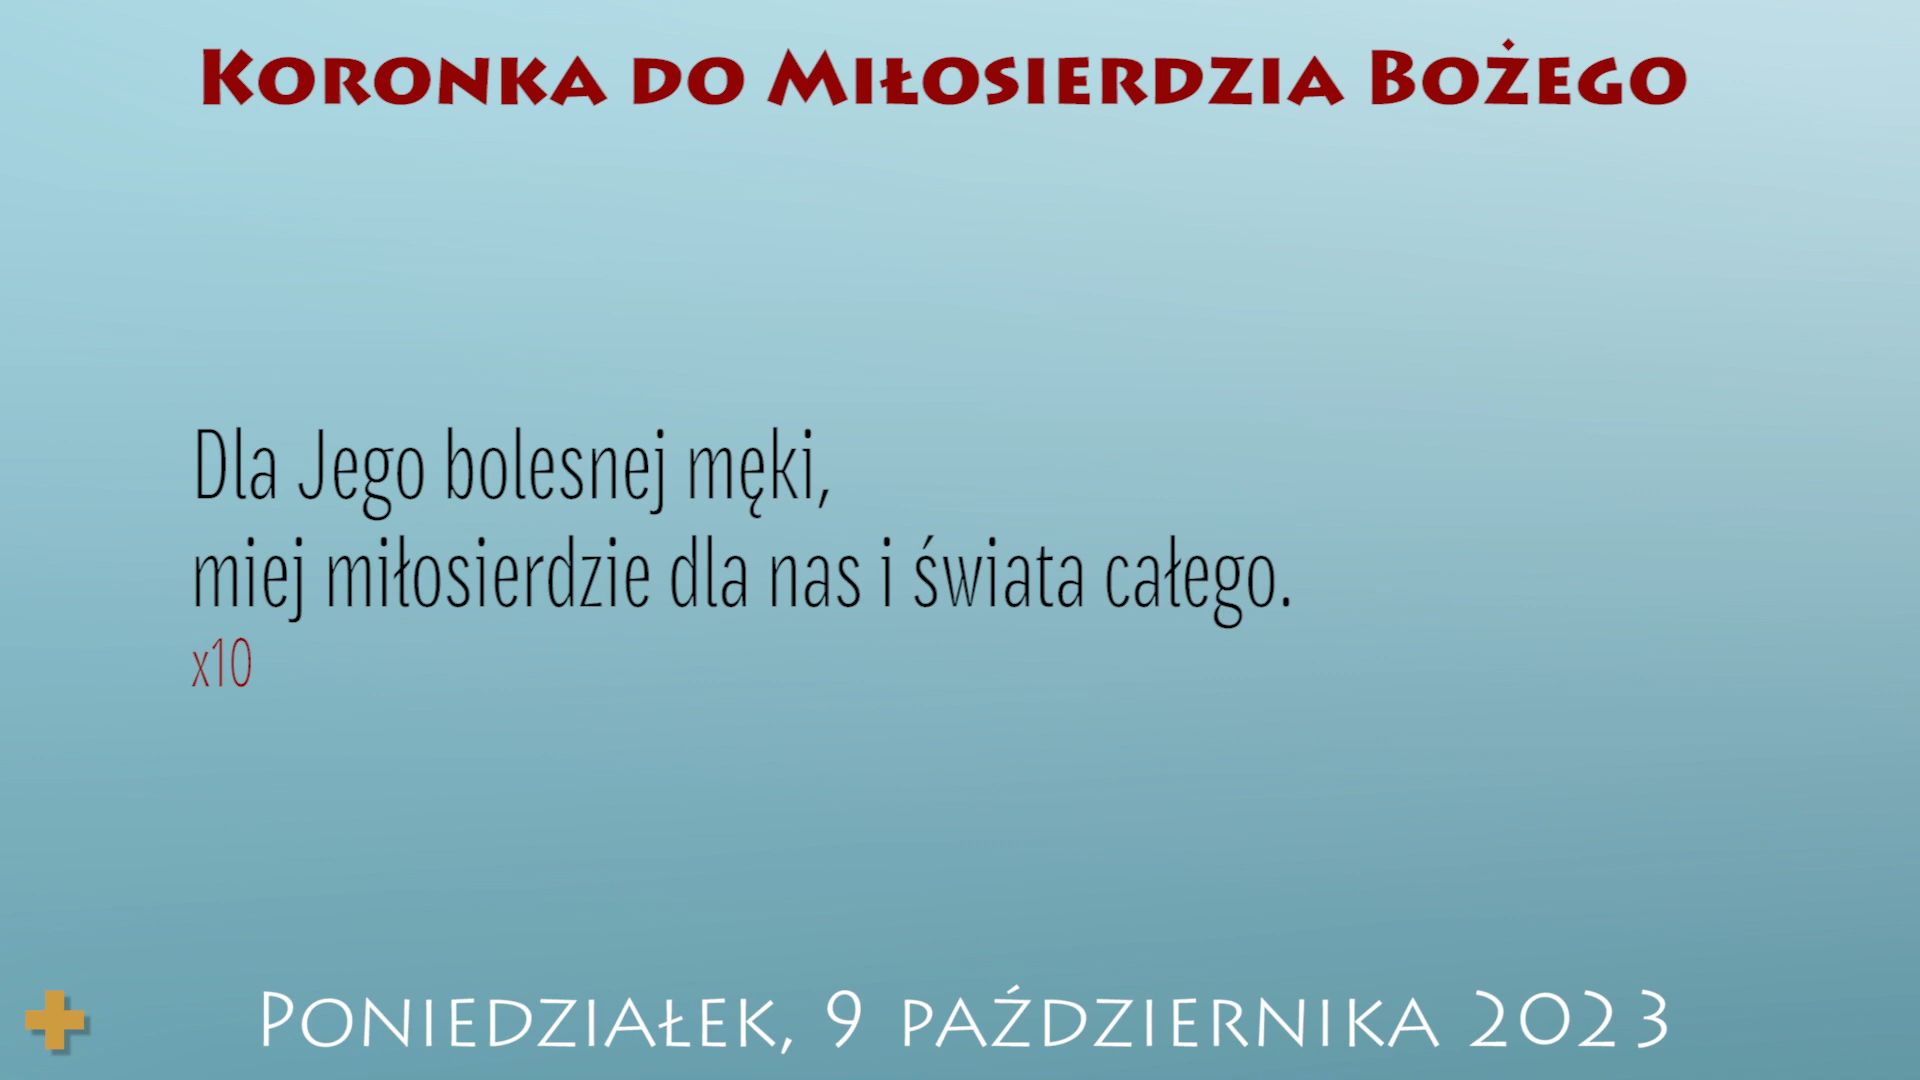 Koronka do Miłosierdzia Bożego
Dla Jego bolesnej męki,
miej miłosierdzie dla nas i świata całego.
x10
Poniedziałek, 9 października 2023